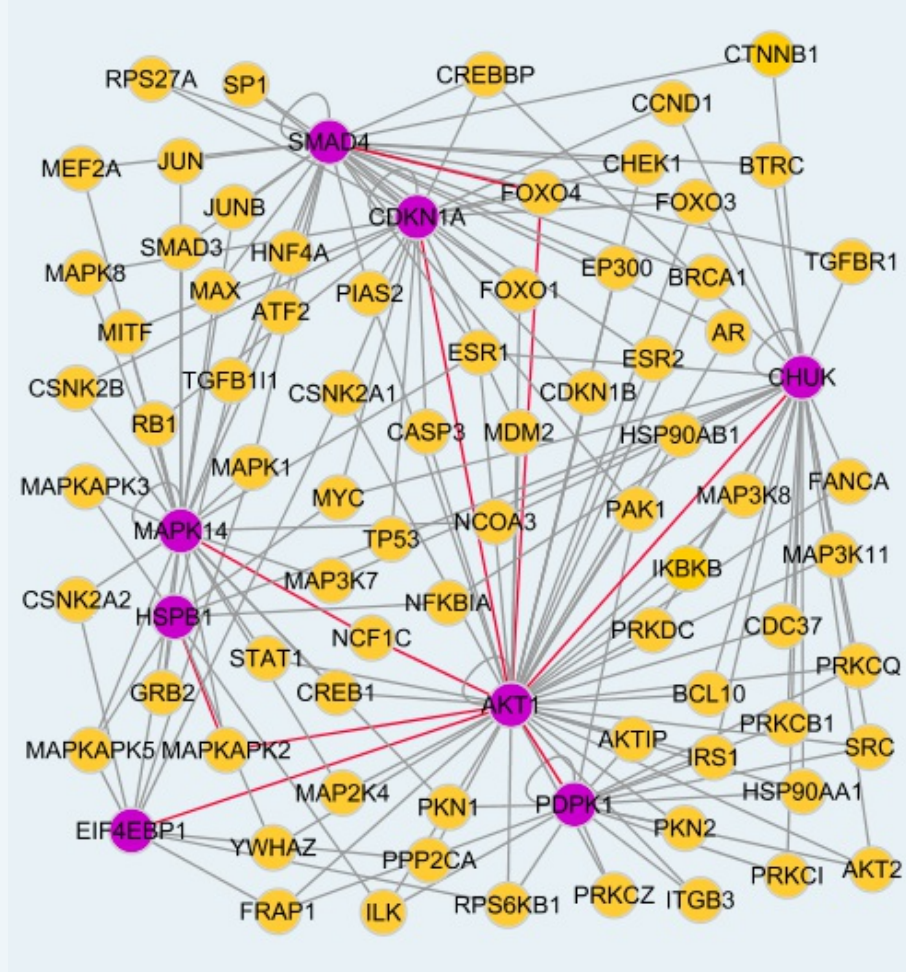 CTNNB1
RPS27A
SP1
CREBBP
CCND1
SMAD4
MEF2A
JUN
CHEK1
BTRC
FOXO4
JUNB
CDKN1A
FOXO3
SMAD3
HNF4A
TGFBR1
MAPK8
MAX
PIAS2
FOXO1
EP300
BRCA1
MITF
ATF2
AR
ESR1
ESR2
CSNK2B
TGFB1I1
CSNK2A1
CDKN1B
CHUK
RB1
CASP3
MDM2
HSP90AB1
MAPK1
MAPKAPK3
MYC
MAP3K8
FANCA
MAPK14
TP53
NCOA3
PAK1
MAP3K11
MAP3K7
IKBKB
CSNK2A2
HSPB1
NFKBIA
NCF1C
PRKDC
CDC37
STAT1
PRKCQ
GRB2
CREB1
AKT1
BCL10
MAPKAPK5
MAPKAPK2
AKTIP
PRKCB1
IRS1
SRC
MAP2K4
PKN1
PDPK1
HSP90AA1
EIF4EBP1
PKN2
YWHAZ
PPP2CA
PRKCI
AKT2
FRAP1
ILK
RPS6KB1
PRKCZ
ITGB3